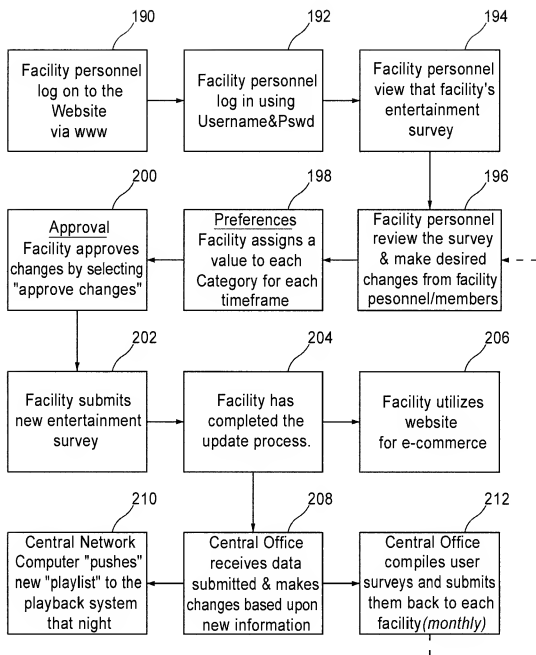 190
Facility personnel
log on to the
Website
via www
192
Facility personnel
log in using
Username&Pswd
194
Facility personnel
view that facility's
entertainment
survey
196
Facility personnel
review the survey
& make desired
changes from facility
pesonnel/members
198
Preferences
Facility assigns a
value to each
Category for each
timeframe
200
Approval
Facility approves
changes by selecting
"approve changes"
202
Facility submits
new entertainment
survey
204
Facility has
completed the
update process.
206
Facility utilizes
website
for e-commerce
208
Central Office
receives data
submitted & makes
changes based upon
new information
210
Central Network
Computer "pushes"
new "playlist" to the
playback system
that night
212
Central Office
compiles user
surveys and submits
them back to each
facility(monthly)